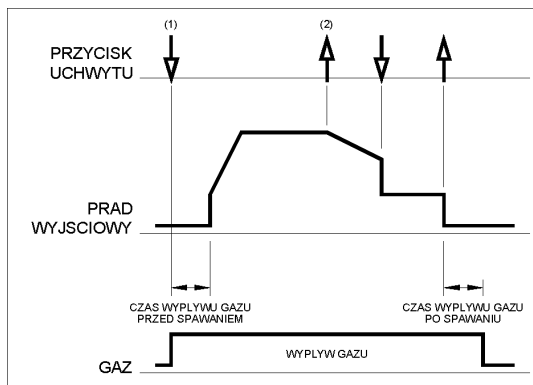 (1)
(2)
PRZYCISK
UCHWYTU
PRAD
WYJSCIOWY
CZAS WYPLYWU GAZU
PRZED SPAWANIEM
CZAS WYPLYWU GAZU
PO SPAWANIU
WYPLYW GAZU
GAZ